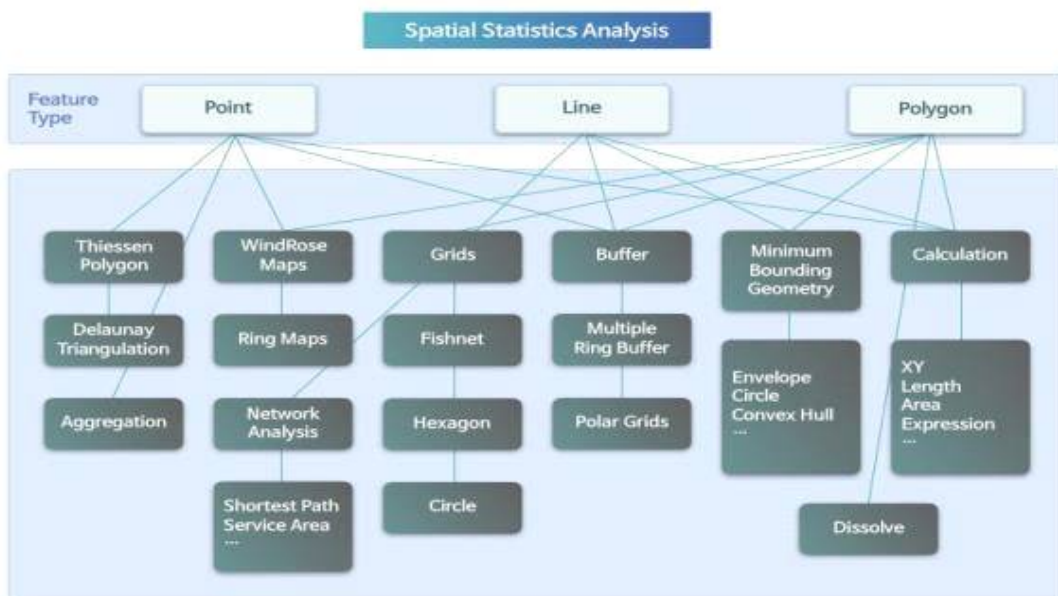 Spatial Statistics Analysis
Feature
Type
Point
Line
Polygon
Thiessen
Polygon
WindRose
Maps
Grids
Buffer
Minimum
Bounding
Geometry
Calculation
Delaunay
Triangulation
Ring Maps
Fishnet
Multiple
Ring Buffer
Envelope
Circle
Convex Hull
...
XY
Length
Area
Expression
...
Aggregation
Network
Analysis
Hexagon
Polar Grids
Shortest Path
Service Area
...
Circle
Dissolve